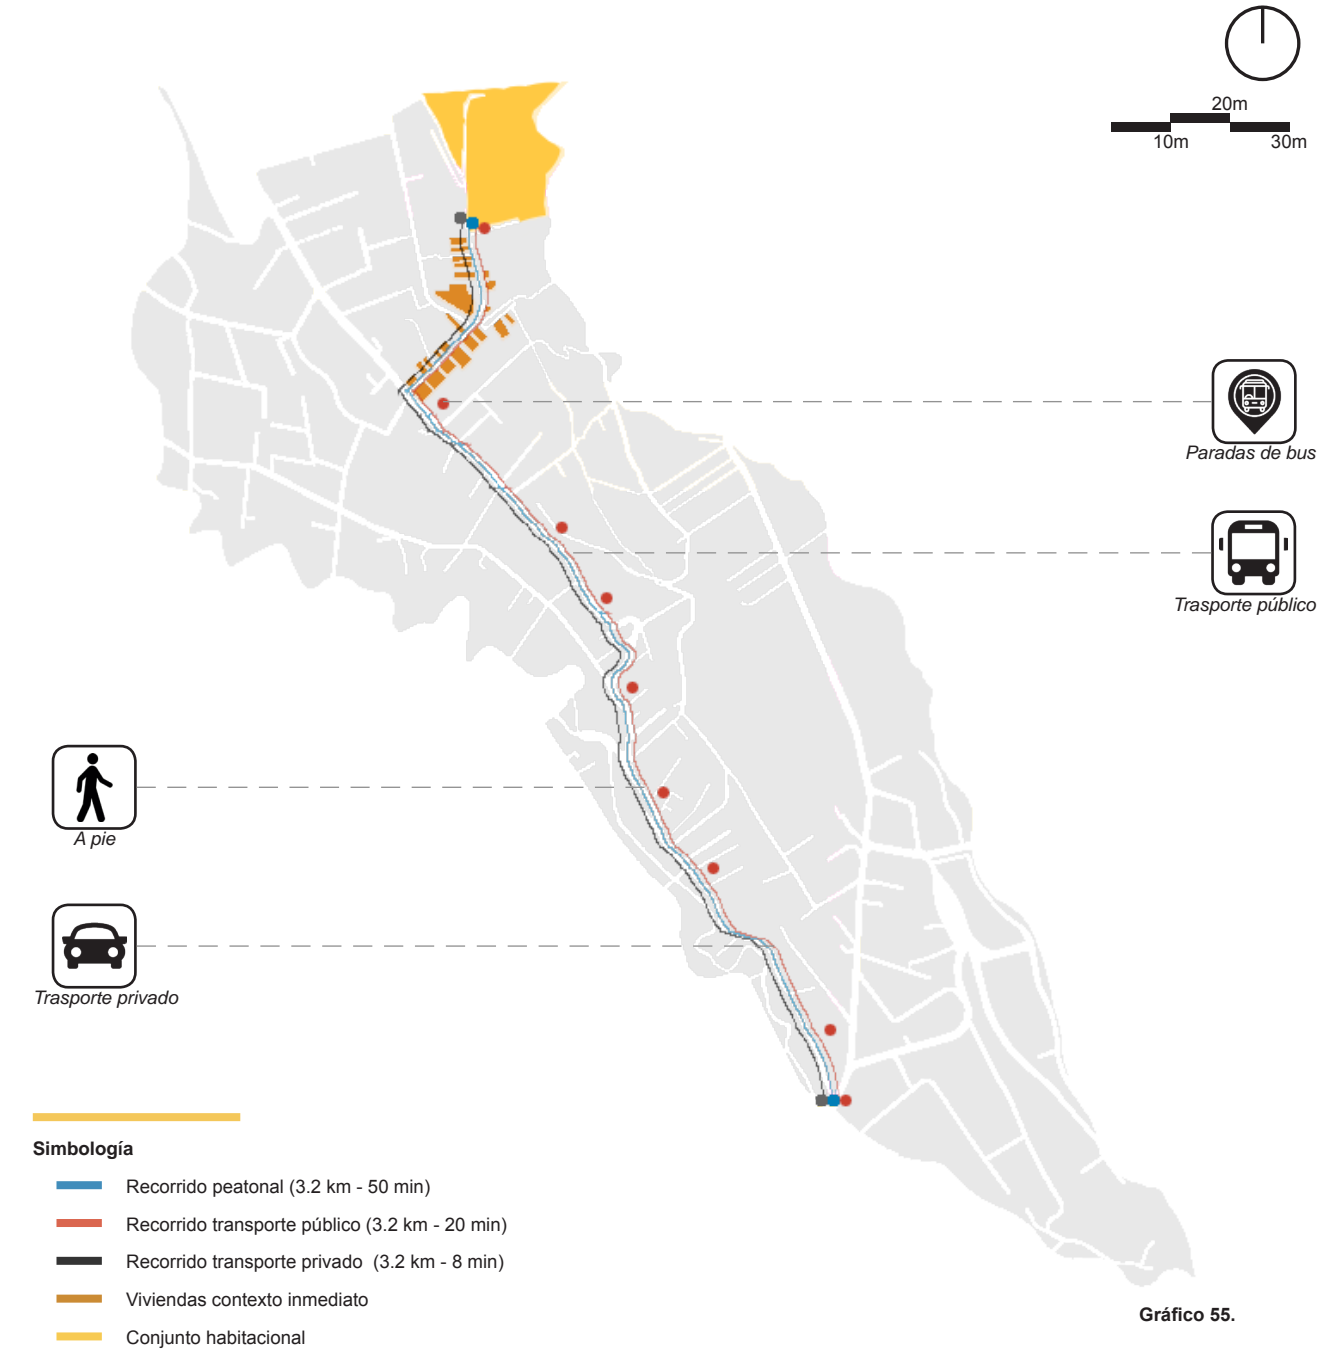 20m
10m
30m
Paradas de bus
Trasporte público
A pie
Trasporte privado
Simbología
Recorrido peatonal (3.2 km - 50 min)
Recorrido transporte público (3.2 km - 20 min)
Recorrido transporte privado  (3.2 km - 8 min)
Viviendas contexto inmediato
Conjunto habitacional
Gráfico 55.